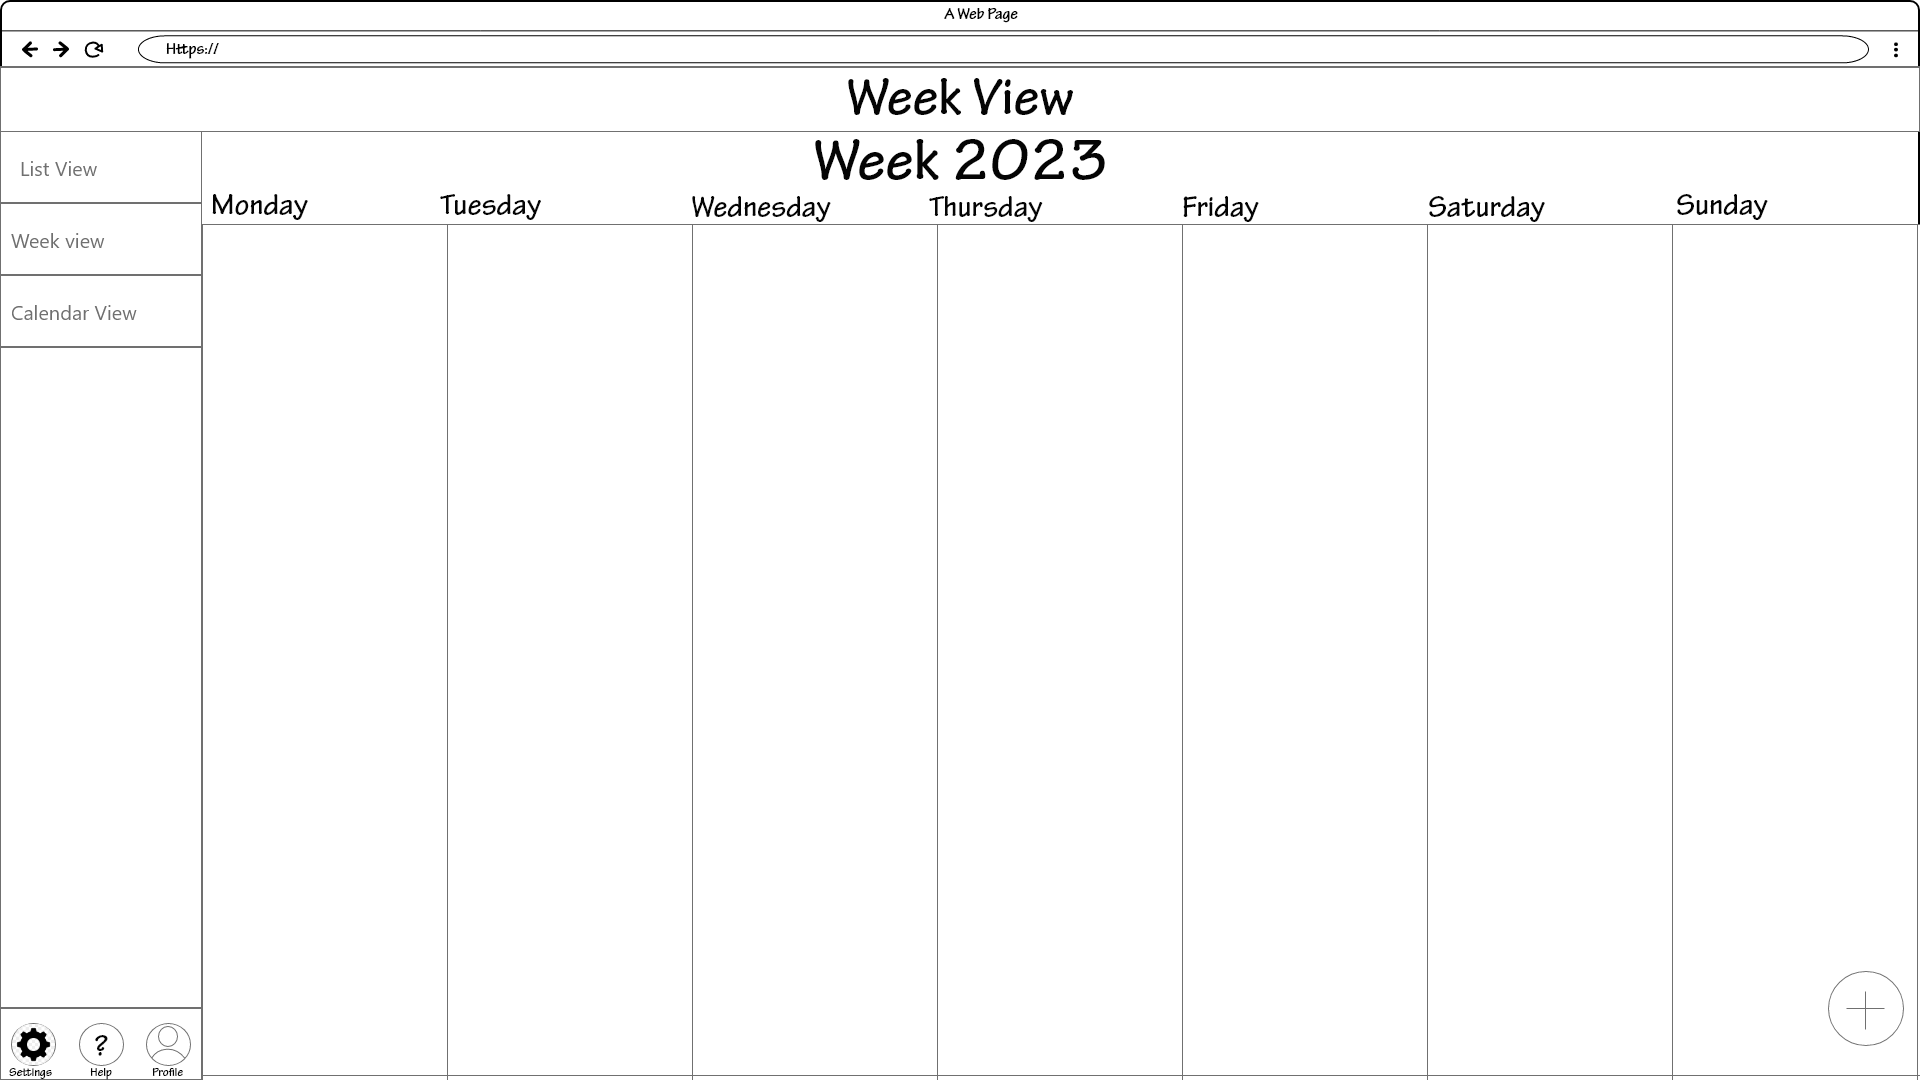 A Web Page
Https://
Week View
Week 2023
List View
Week view
Calendar View
Monday Tuesday Wednesday Thursday Friday Saturday Sunday
?
Settings Help Profile